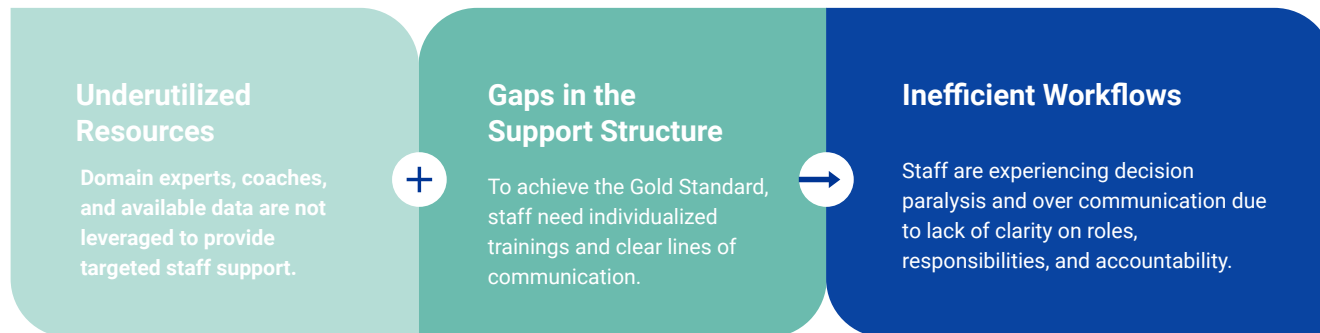 Underutilized
Resources
Domain experts, coaches,
and available data are not
leveraged to provide
targeted staff support.
Gaps in the
Support Structure
To achieve the Gold Standard,
staff need individualized
trainings and clear lines of
communication.
Inefficient Workflows
Staff are experiencing decision
paralysis and over communication due
to lack of clarity on roles,
responsibilities, and accountability.